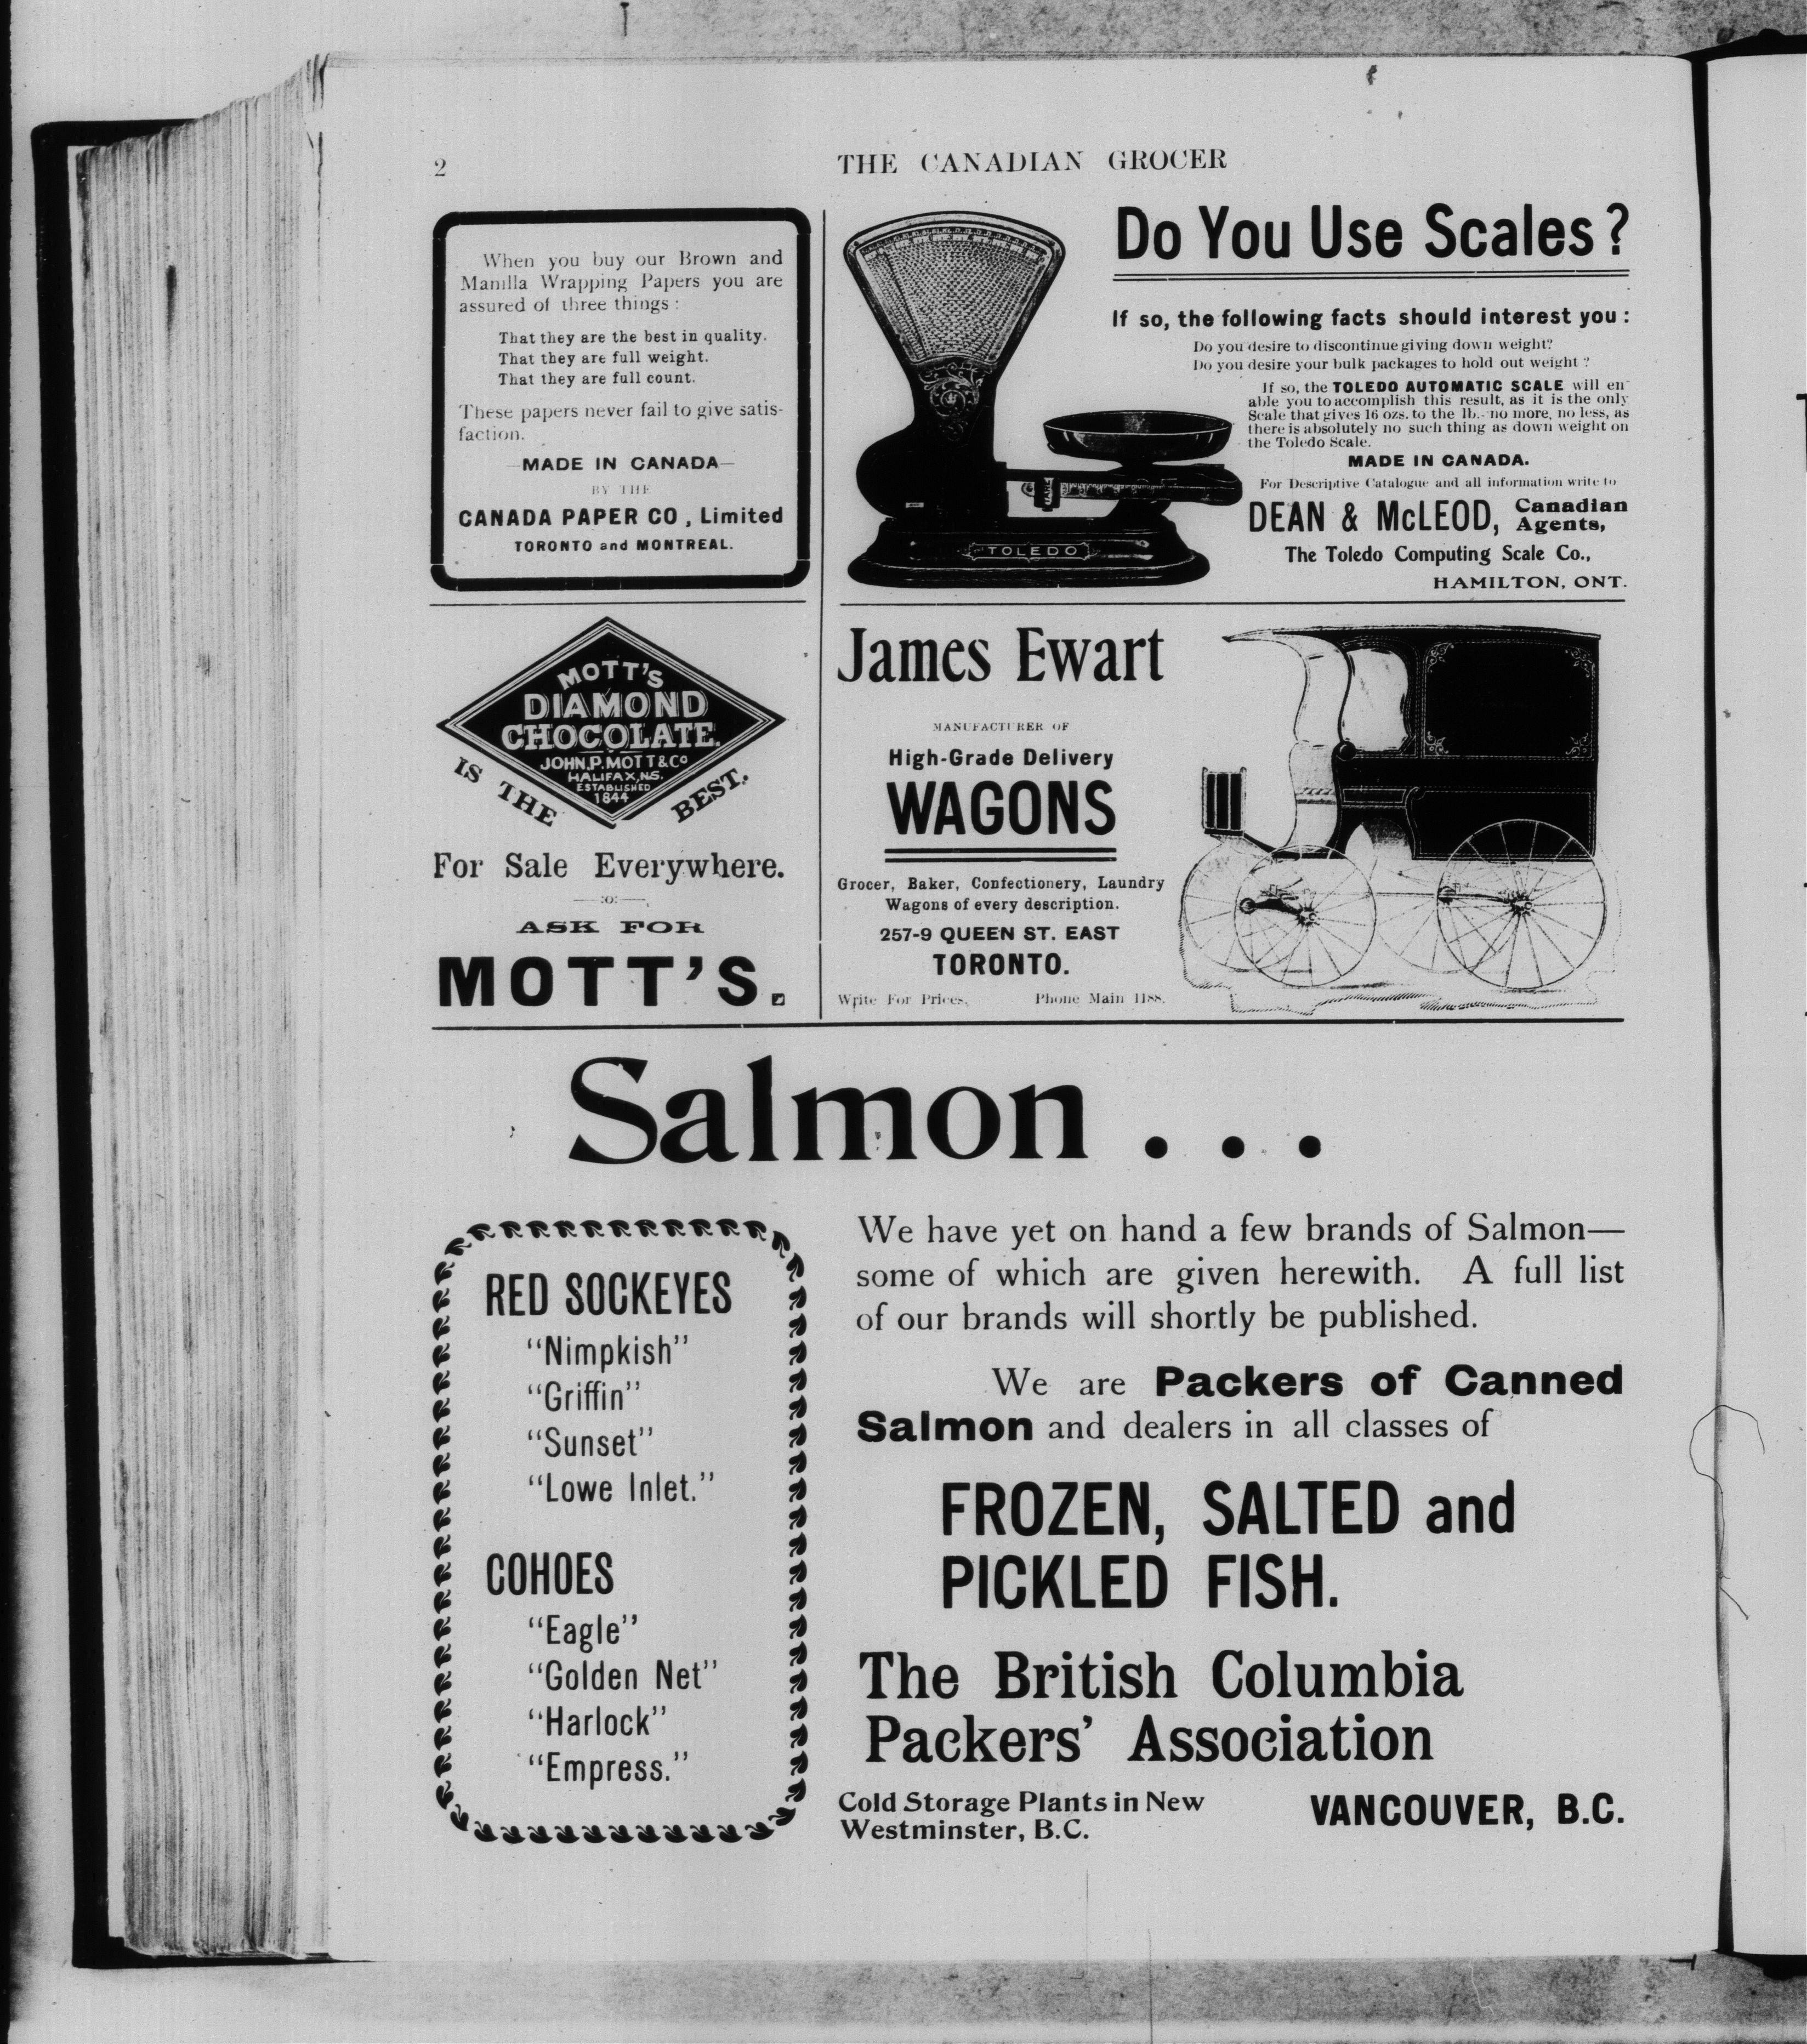 2
THE CANADIAN GROCER
When you buy our Brown and
Manilla Wrapping Papers you are
assured of three things :
That they are the best in quality.
That they are full weight.
That they are full count.
These papers never fail to give satis-
faction.
—MADE IN CANADA—
BY THE
CANADA PAPER CO , Limited
TORONTO and MONTREAL.
Do You Use Scales ?
If so, the following facts should interest you :
Do you desire to discontinue giving down weight?
Do you desire your bulk packages to hold out weight ?
If so, the TOLEDO AUTOMATIC SCALE will en-
able you to accomplish this result, as it is the only
Scale that gives 16 ozs. to the lb.- no more, no less, as
there is absolutely no such thing as down weight on
the Toledo Scale.
MADE IN CANADA.
For Descriptive Catalogue and all information write to
DEAN & McLEOD, Canadian
Agents,
The Toledo Computing Scale Co.,
HAMILTON, ONT.
TOLEDO
MOTT'S
DIAMOND
CHOCOLATE.
JOHN.P.MOTT & Co
HALIFAX, N.S.
ESTABLISHED
1844
IS THE BEST.
For Sale Everywhere.
—:o:—
ASK FOR
MOTT'S.
James Ewart
MANUFACTURER OF
High-Grade Delivery
WAGONS
Grocer, Baker, Confectionery, Laundry
Wagons of every description.
257-9 QUEEN ST. EAST
TORONTO.
Write For Prices, Phone Main 1188.
Salmon . . .
RED SOCKEYES
"Nimpkish"
"Griffin"
"Sunset"
"Lowe Inlet."
COHOES
"Eagle"
"Golden Net"
"Harlock"
"Empress."
We have yet on hand a few brands of Salmon—
some of which are given herewith. A full list
of our brands will shortly be published.
We are Packers of Canned
Salmon and dealers in all classes of
FROZEN, SALTED and
PICKLED FISH.
The British Columbia
Packers' Association
Cold Storage Plants in New
Westminster, B.C.
VANCOUVER, B.C.